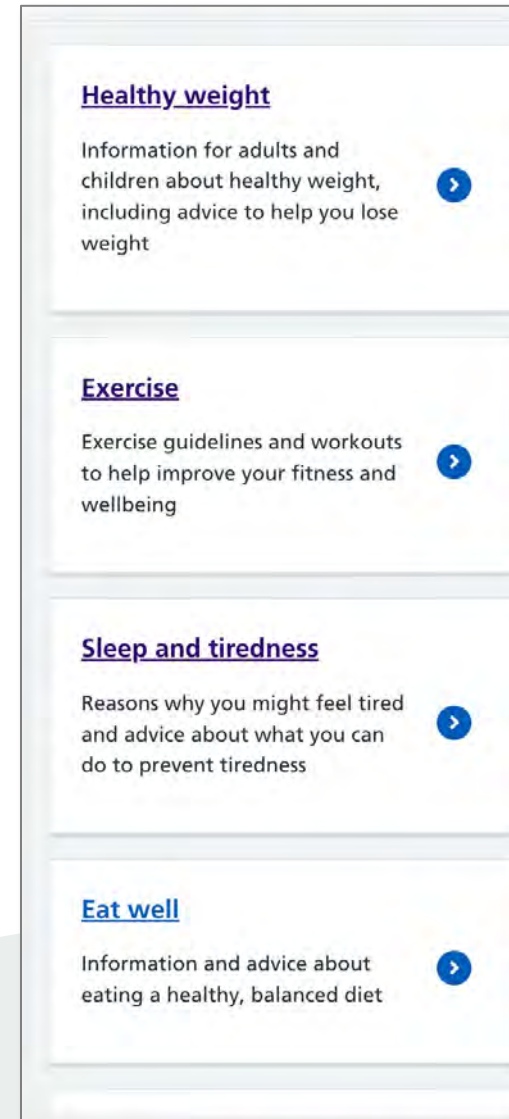 Healthy weight
Information for adults and
children about healthy weight,
including advice to help you lose
weight
Exercise
Exercise guidelines and workouts
to help improve your fitness and
wellbeing
Sleep and tiredness
Reasons why you might feel tired
and advice about what you can
do to prevent tiredness
Eat well
Information and advice about
eating a healthy, balanced diet